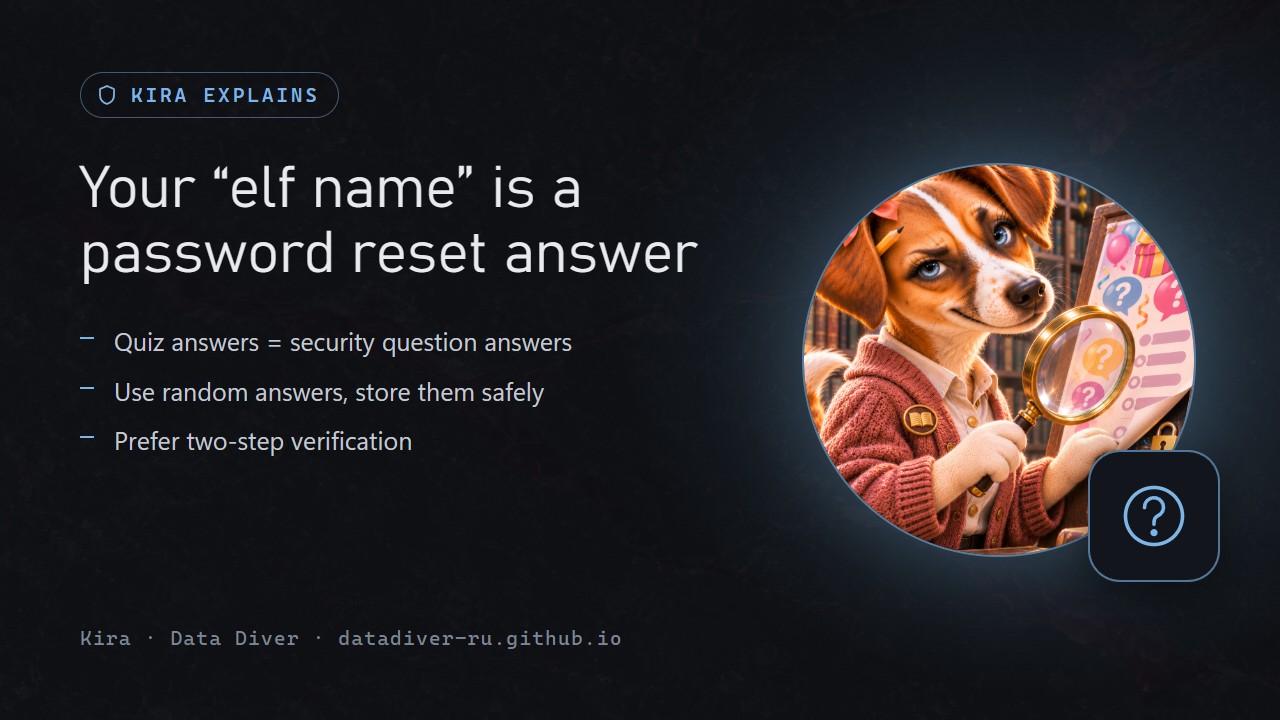 KIRA EXPLAINS
Your “elf name” is a
password reset answer
Quiz answers = security question answers
Use random answers, store them safely
Prefer two-step verification
Kira · Data Diver · datadiver-ru.github.io